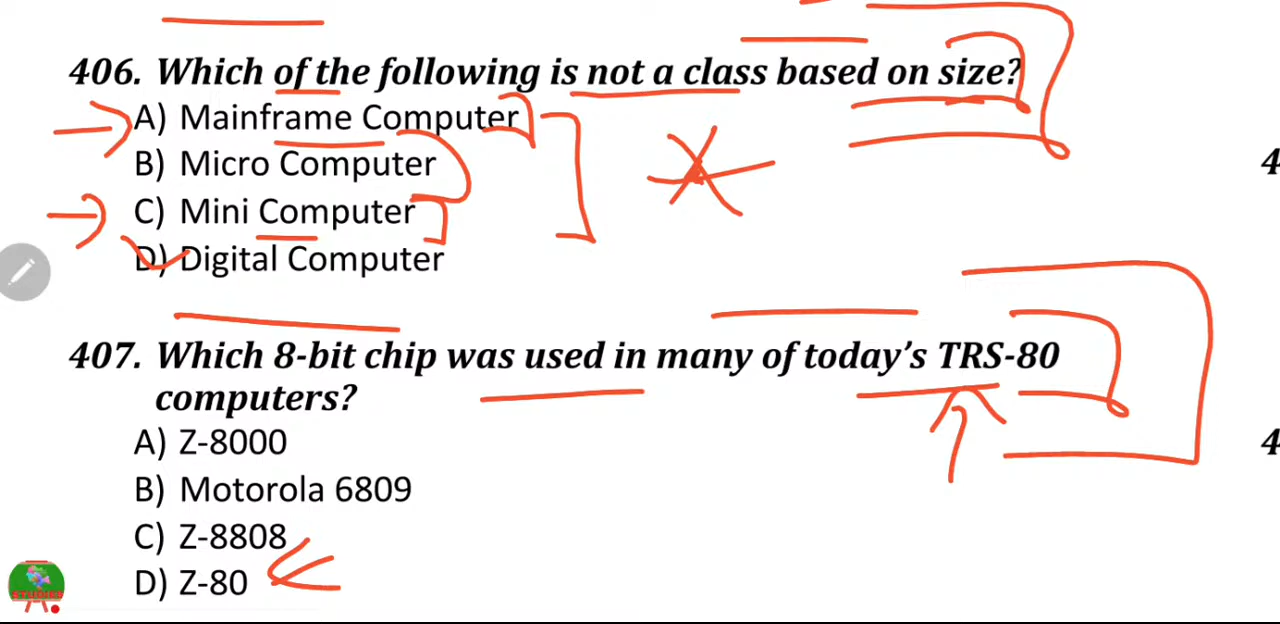 406. Which of the following is not a class based on size?
A) Mainframe Computer
B) Micro Computer
C) Mini Computer
D) Digital Computer
407. Which 8-bit chip was used in many of today's TRS-80
computers?
A) Z-8000
B) Motorola 6809
C) Z-8808
D) Z-80
4
4